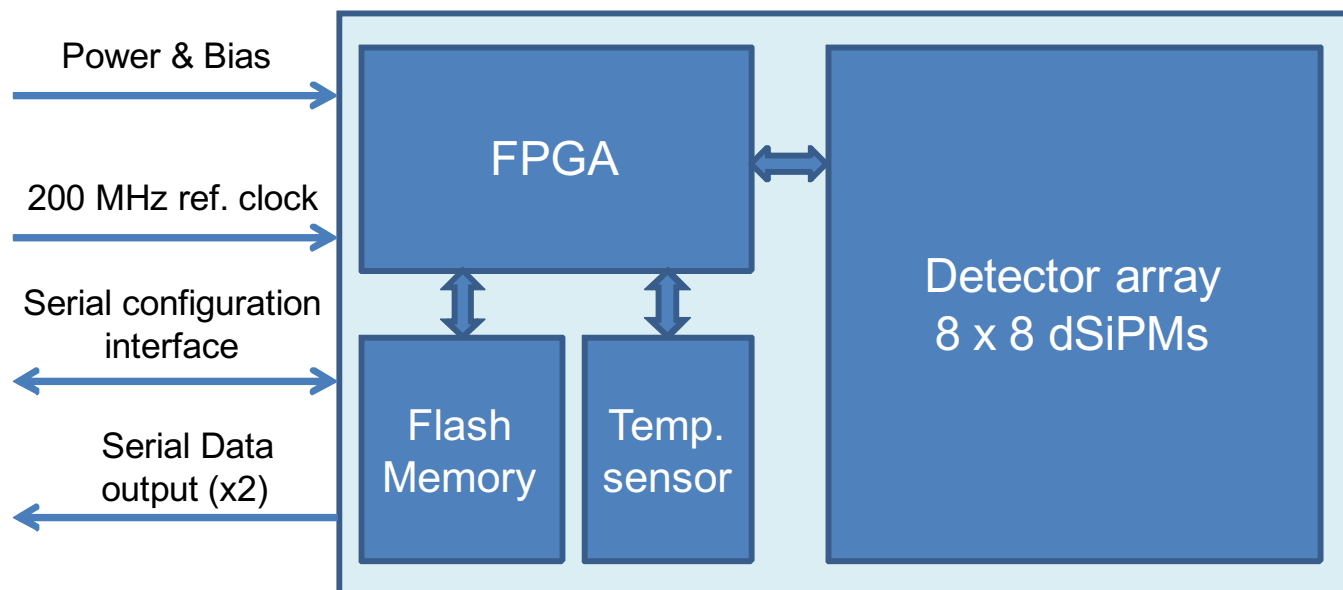 Power & Bias
200 MHz ref. clock
Serial configuration
interface
Serial Data
output (x2)
FPGA
Flash
Memory
Temp.
sensor
Detector array
8 x 8 dSiPMs